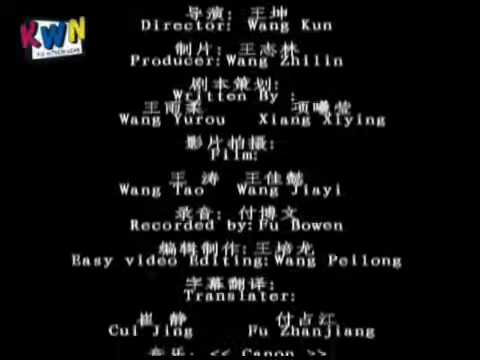 KWN
导演：王坤
Director: Wang Kun
制片：王志林
Producer:Wang Zhilin
剧本策划:
Written By :
王雨柔 项曦莹
Wang Yurou Xiang Xiying
影片拍摄:
Film:
王 涛 王佳懿
Wang Tao Wang Jiayi
录音：付博文
Recorded by:Fu Bowen
编辑制作:王培龙
Easy video Editing:Wang Peilong
字幕翻译:
Translater:
崔 静 付占江
Cui Jing Fu Zhanjiang
音乐: << Canon >>